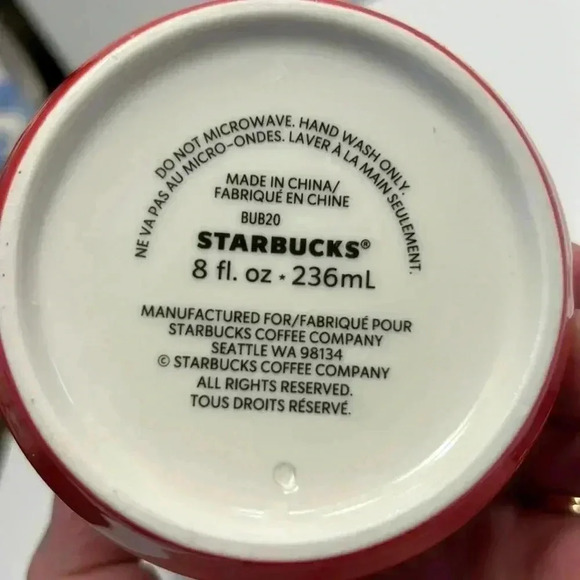 DO NOT MICROWAVE. HAND WASH ONLY.
NE VA PAS AU MICRO-ONDES. LAVER À LA MAIN SEULEMENT.
MADE IN CHINA/
FABRIQUÉ EN CHINE
BUB20
STARBUCKS®
8 fl. oz • 236mL
MANUFACTURED FOR/FABRIQUÉ POUR
STARBUCKS COFFEE COMPANY
SEATTLE WA 98134
© STARBUCKS COFFEE COMPANY
ALL RIGHTS RESERVED.
TOUS DROITS RÉSERVÉ.